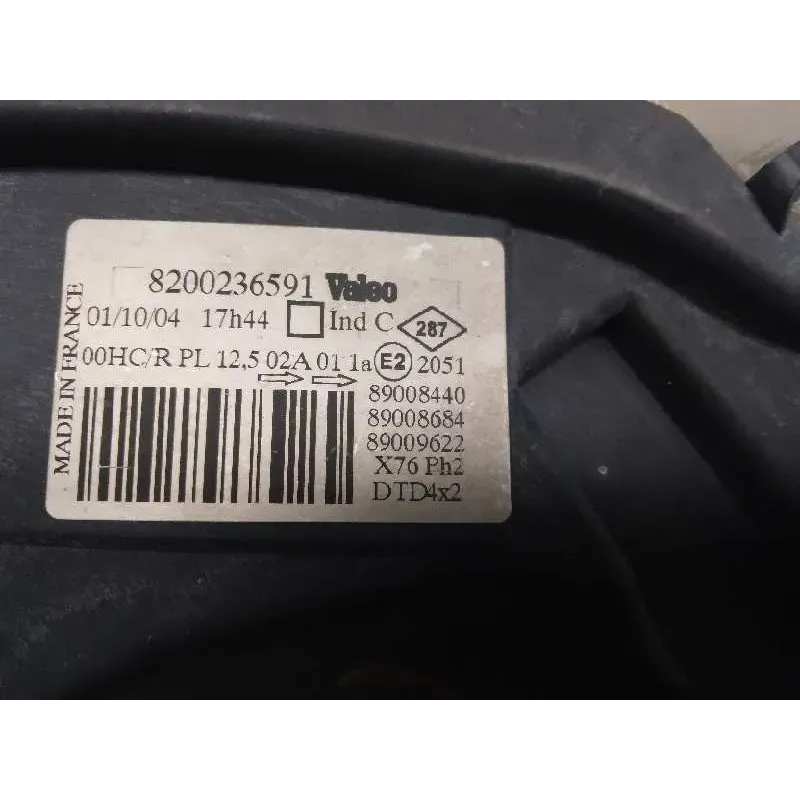 8200236591 Valeo
01/10/04 17h44 Ind C 287
00HC/R PL 12,5 02A 01 1a E2 2051
89008440
89008684
89009622
X76 Ph2
DTD4x2
MADE IN FRANCE